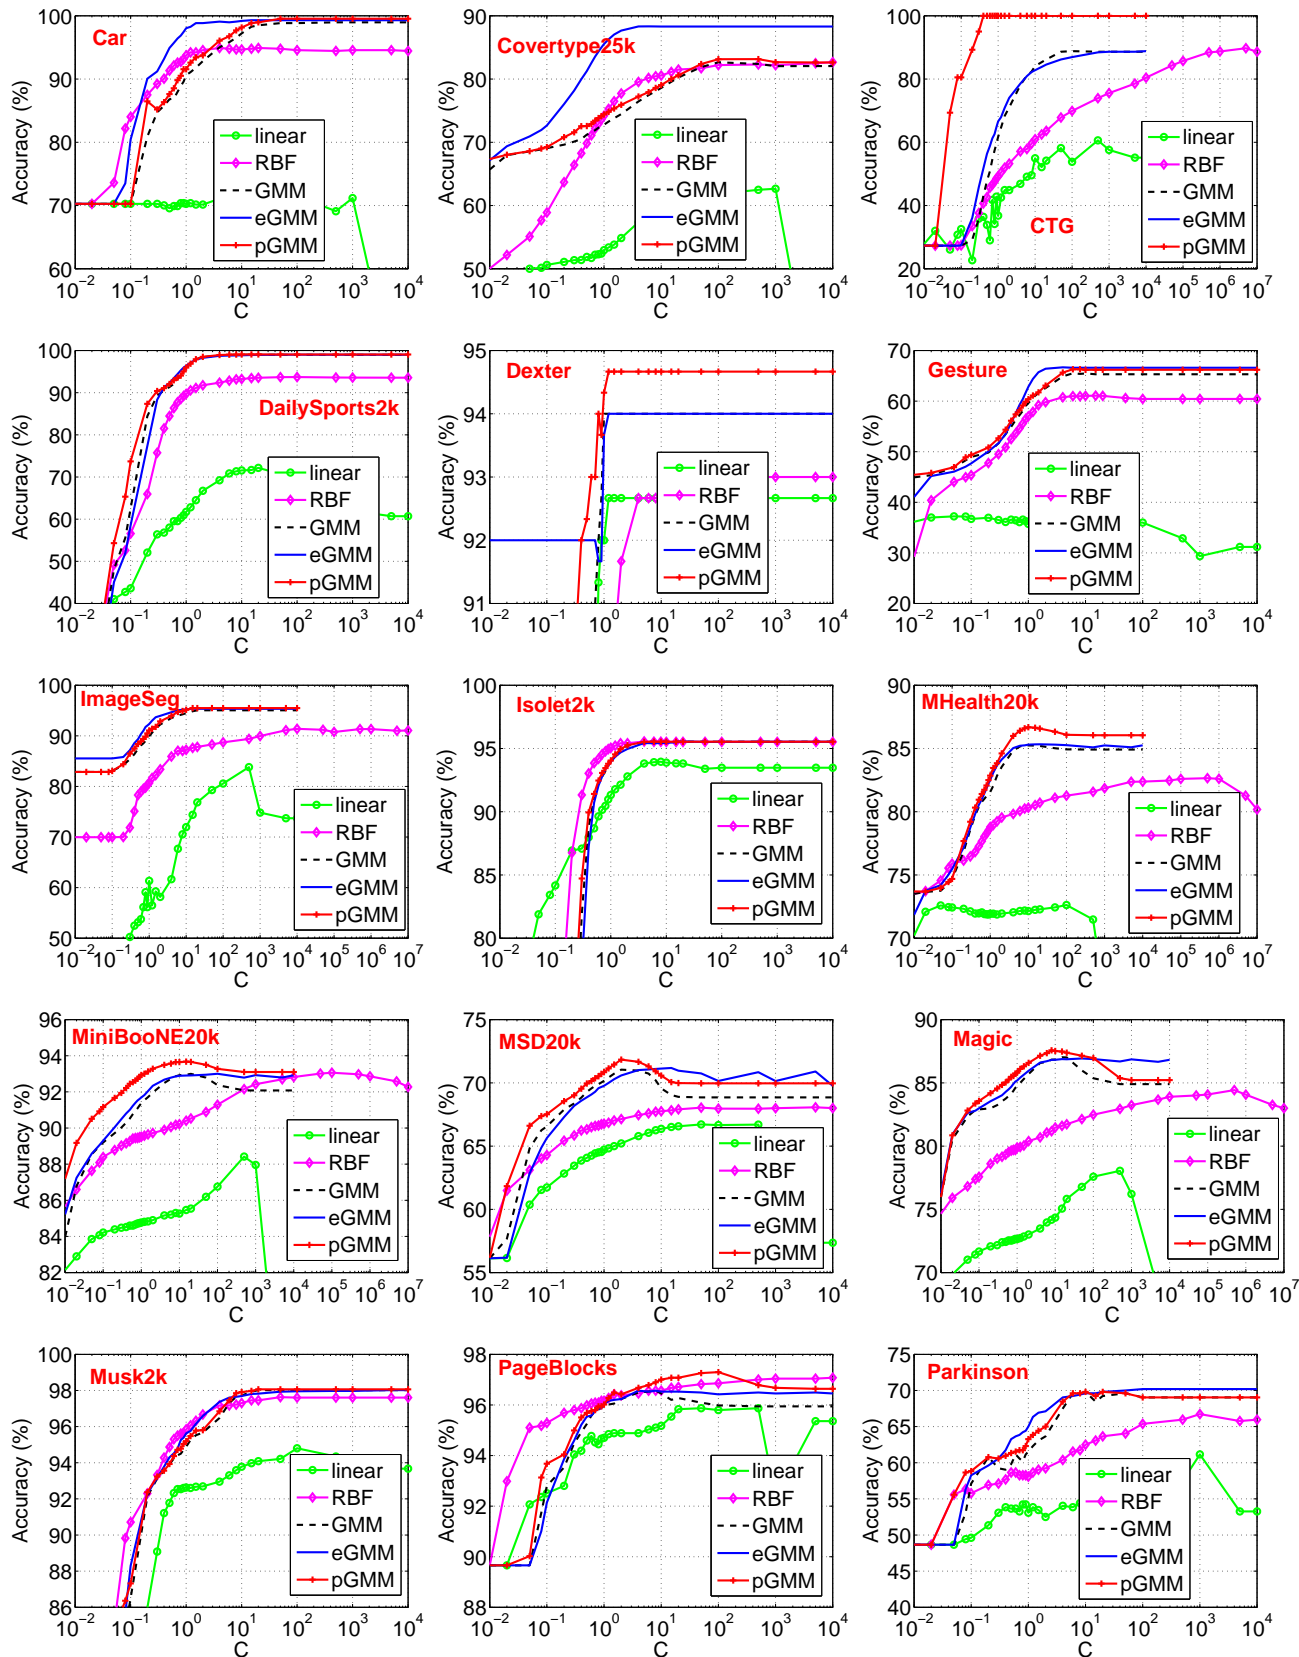 Car
Accuracy (%)
100
90
80
70
60
linear
RBF
GMM
eGMM
pGMM
10^-2 10^-1 10^0 10^1 10^2 10^3 10^4
C
Covertype25k
Accuracy (%)
90
80
70
60
50
linear
RBF
GMM
eGMM
pGMM
10^-2 10^-1 10^0 10^1 10^2 10^3 10^4
C
CTG
Accuracy (%)
100
80
60
40
20
linear
RBF
GMM
eGMM
pGMM
10^-2 10^-1 10^0 10^1 10^2 10^3 10^4 10^5 10^6 10^7
C
DailySports2k
Accuracy (%)
100
90
80
70
60
50
40
linear
RBF
GMM
eGMM
pGMM
10^-2 10^-1 10^0 10^1 10^2 10^3 10^4
C
Dexter
Accuracy (%)
95
94
93
92
91
linear
RBF
GMM
eGMM
pGMM
10^-2 10^-1 10^0 10^1 10^2 10^3 10^4
C
Gesture
Accuracy (%)
70
60
50
40
30
20
linear
RBF
GMM
eGMM
pGMM
10^-2 10^-1 10^0 10^1 10^2 10^3 10^4
C
ImageSeg
Accuracy (%)
100
90
80
70
60
50
linear
RBF
GMM
eGMM
pGMM
10^-2 10^-1 10^0 10^1 10^2 10^3 10^4 10^5 10^6 10^7
C
Isolet2k
Accuracy (%)
100
95
90
85
80
linear
RBF
GMM
eGMM
pGMM
10^-2 10^-1 10^0 10^1 10^2 10^3 10^4
C
MHealth20k
Accuracy (%)
90
85
80
75
70
linear
RBF
GMM
eGMM
pGMM
10^-2 10^-1 10^0 10^1 10^2 10^3 10^4 10^5 10^6 10^7
C
MiniBooNE20k
Accuracy (%)
96
94
92
90
88
86
84
82
linear
RBF
GMM
eGMM
pGMM
10^-2 10^-1 10^0 10^1 10^2 10^3 10^4 10^5 10^6 10^7
C
MSD20k
Accuracy (%)
75
70
65
60
55
linear
RBF
GMM
eGMM
pGMM
10^-2 10^-1 10^0 10^1 10^2 10^3 10^4
C
Magic
Accuracy (%)
90
85
80
75
70
linear
RBF
GMM
eGMM
pGMM
10^-2 10^-1 10^0 10^1 10^2 10^3 10^4 10^5 10^6 10^7
C
Musk2k
Accuracy (%)
100
98
96
94
92
90
88
86
linear
RBF
GMM
eGMM
pGMM
10^-2 10^-1 10^0 10^1 10^2 10^3 10^4
C
PageBlocks
Accuracy (%)
98
96
94
92
90
88
linear
RBF
GMM
eGMM
pGMM
10^-2 10^-1 10^0 10^1 10^2 10^3 10^4
C
Parkinson
Accuracy (%)
75
70
65
60
55
50
45
40
linear
RBF
GMM
eGMM
pGMM
10^-2 10^-1 10^0 10^1 10^2 10^3 10^4
C